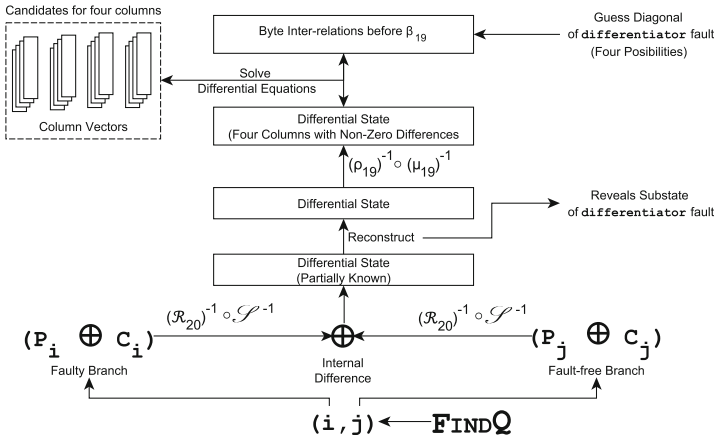 Candidates for four columns
Column Vectors
Byte Inter-relations before β19
Guess Diagonal
of differentiator fault
(Four Posibilities)
Solve
Differential Equations
Differential State
(Four Columns with Non-Zero Differences
(ρ19)-1 ∘ (μ19)-1
Differential State
Reveals Substate
of differentiator fault
Reconstruct
Differential State
(Partially Known)
(ℛ20)-1 ∘ 𝒮 -1
(ℛ20)-1 ∘ 𝒮 -1
(Pi ⊕ Ci)
⊕
(Pj ⊕ Cj)
Faulty Branch
Internal
Difference
Fault-free Branch
(i,j)
FINDQ